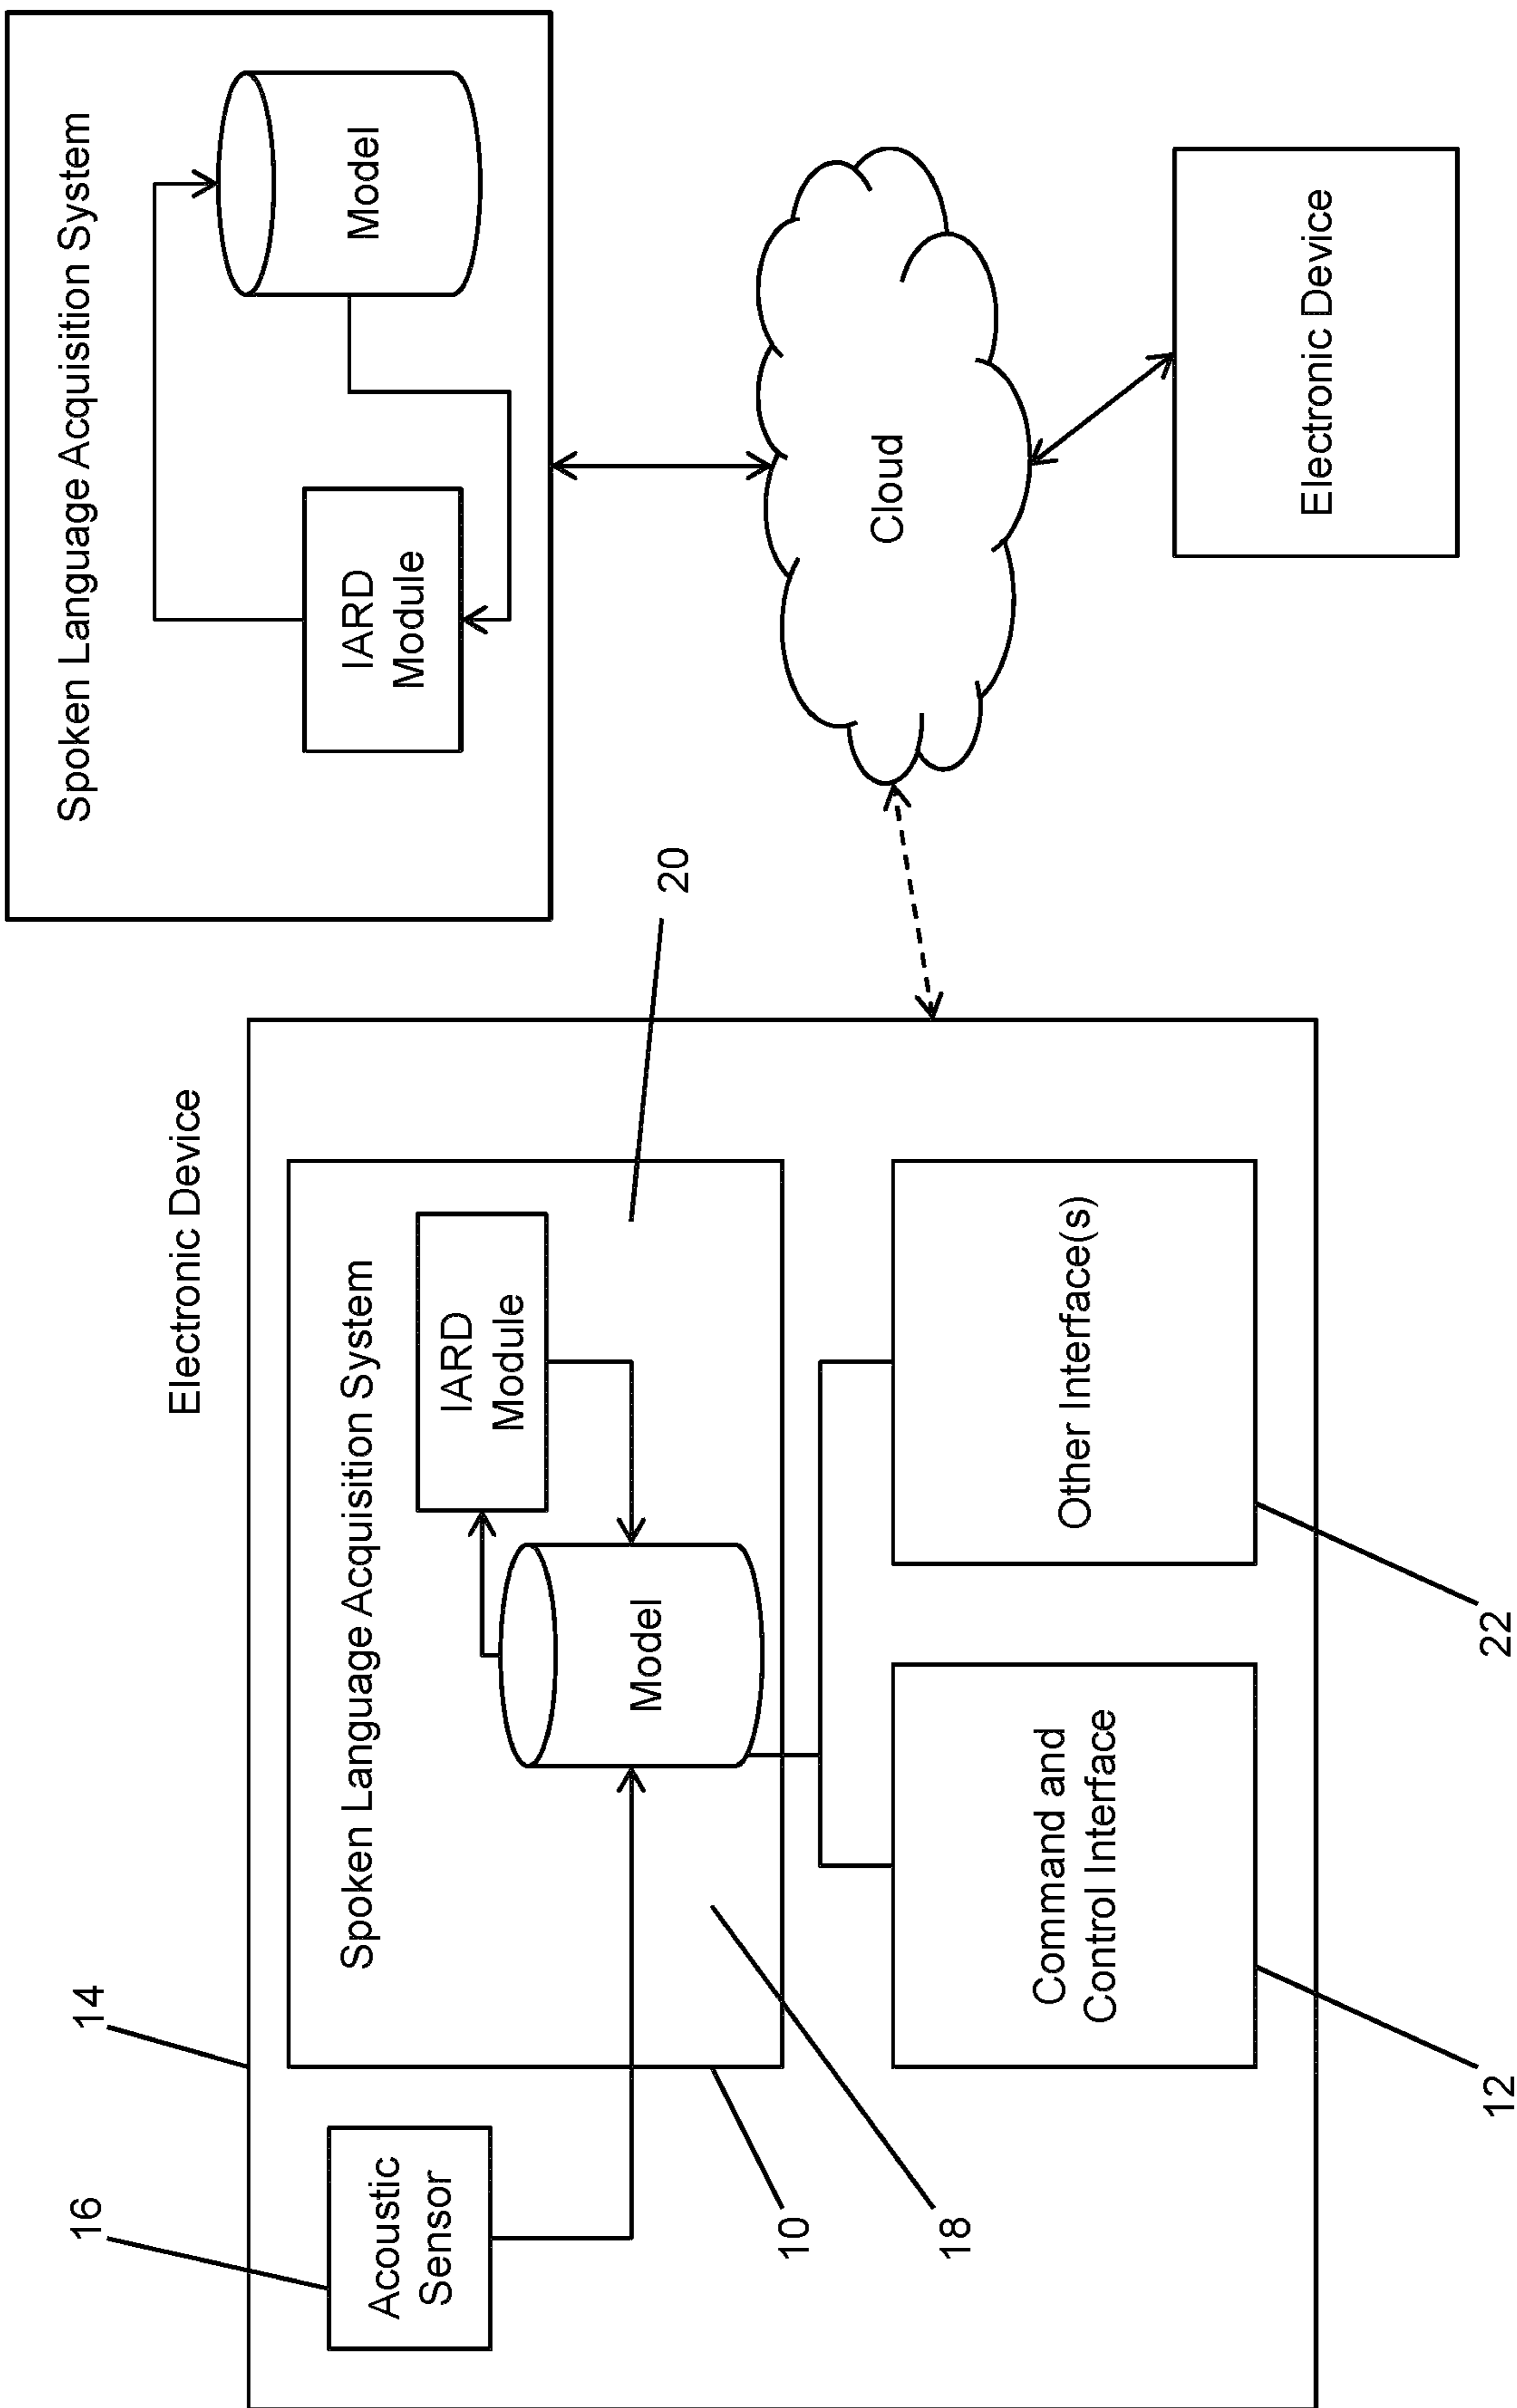 Electronic Device
14
16
Acoustic
Sensor
Spoken Language Acquisition System
IARD
Module
Model
20
10
18
Command and
Control Interface
Other Interface(s)
12
22
Spoken Language Acquisition System
IARD
Module
Model
Cloud
Electronic Device